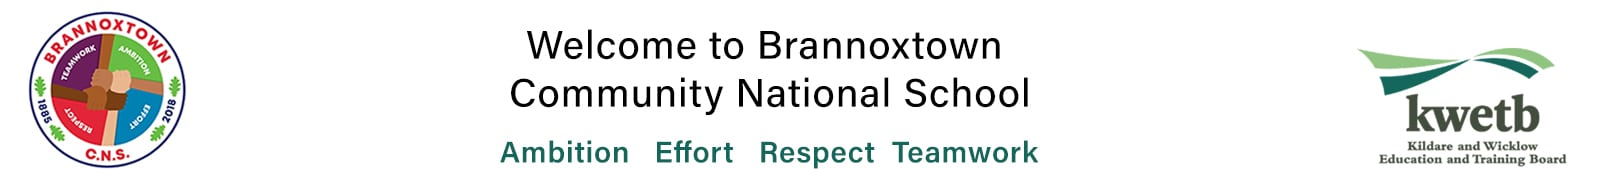 BRANNOXTOWN
TEAMWORK
AMBITION
RESPECT
EFFORT
1885
2018
C.N.S.
Welcome to Brannoxtown
Community National School
Ambition Effort Respect Teamwork
kwetb
Kildare and Wicklow
Education and Training Board